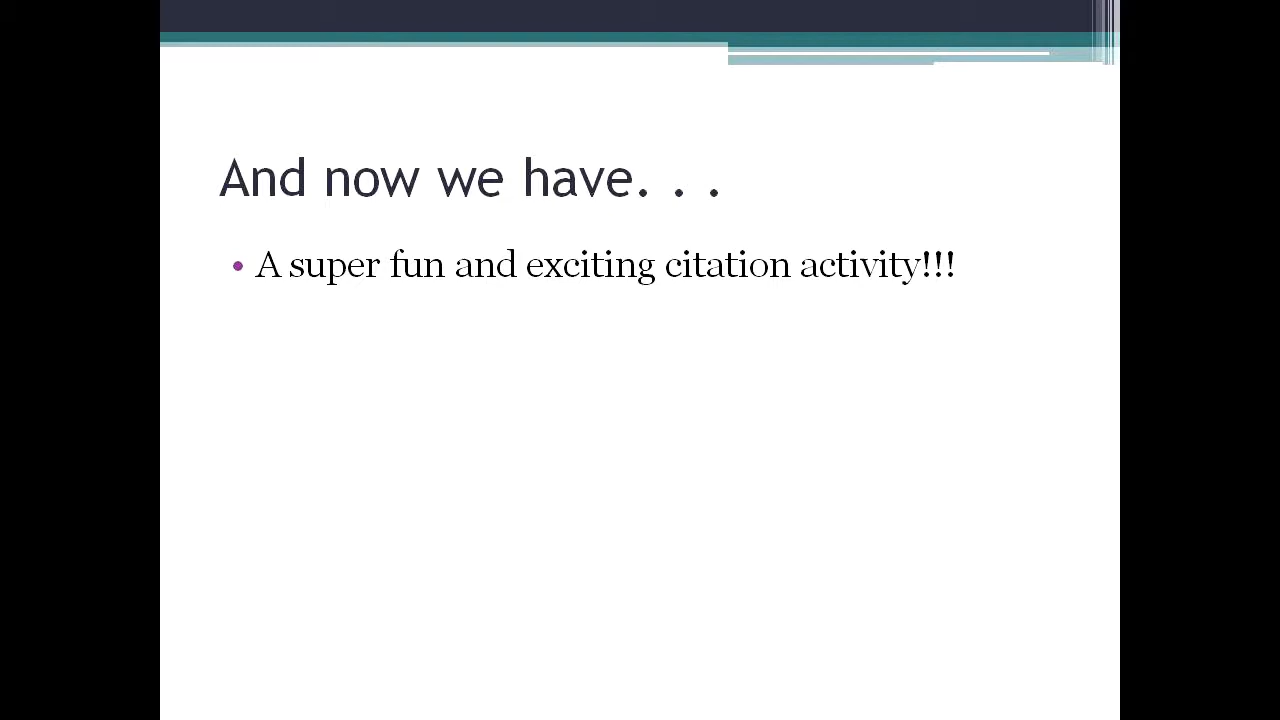 And now we have. . .
• A super fun and exciting citation activity!!!